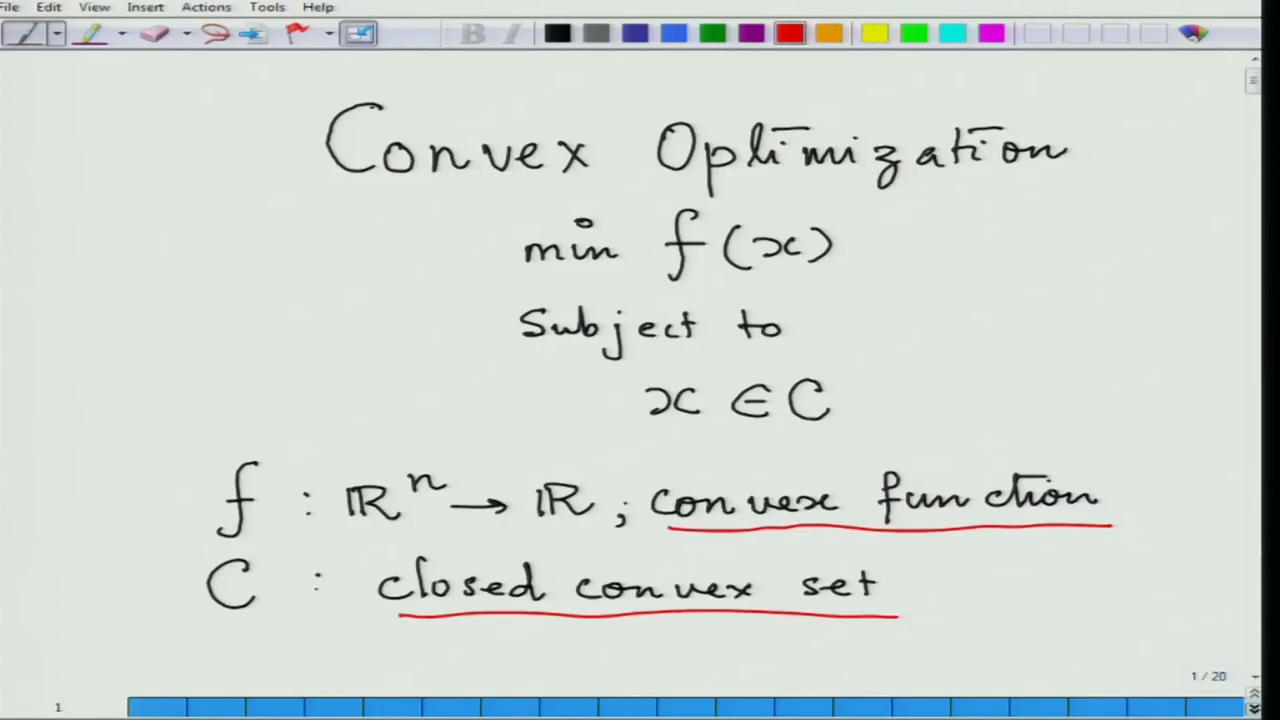 File Edit View Insert Actions Tools Help
B I
Convex Optimization
min f(x)
Subject to
x ∈ C
f : ℝⁿ → ℝ ; convex function
C : closed convex set
1 / 20
1